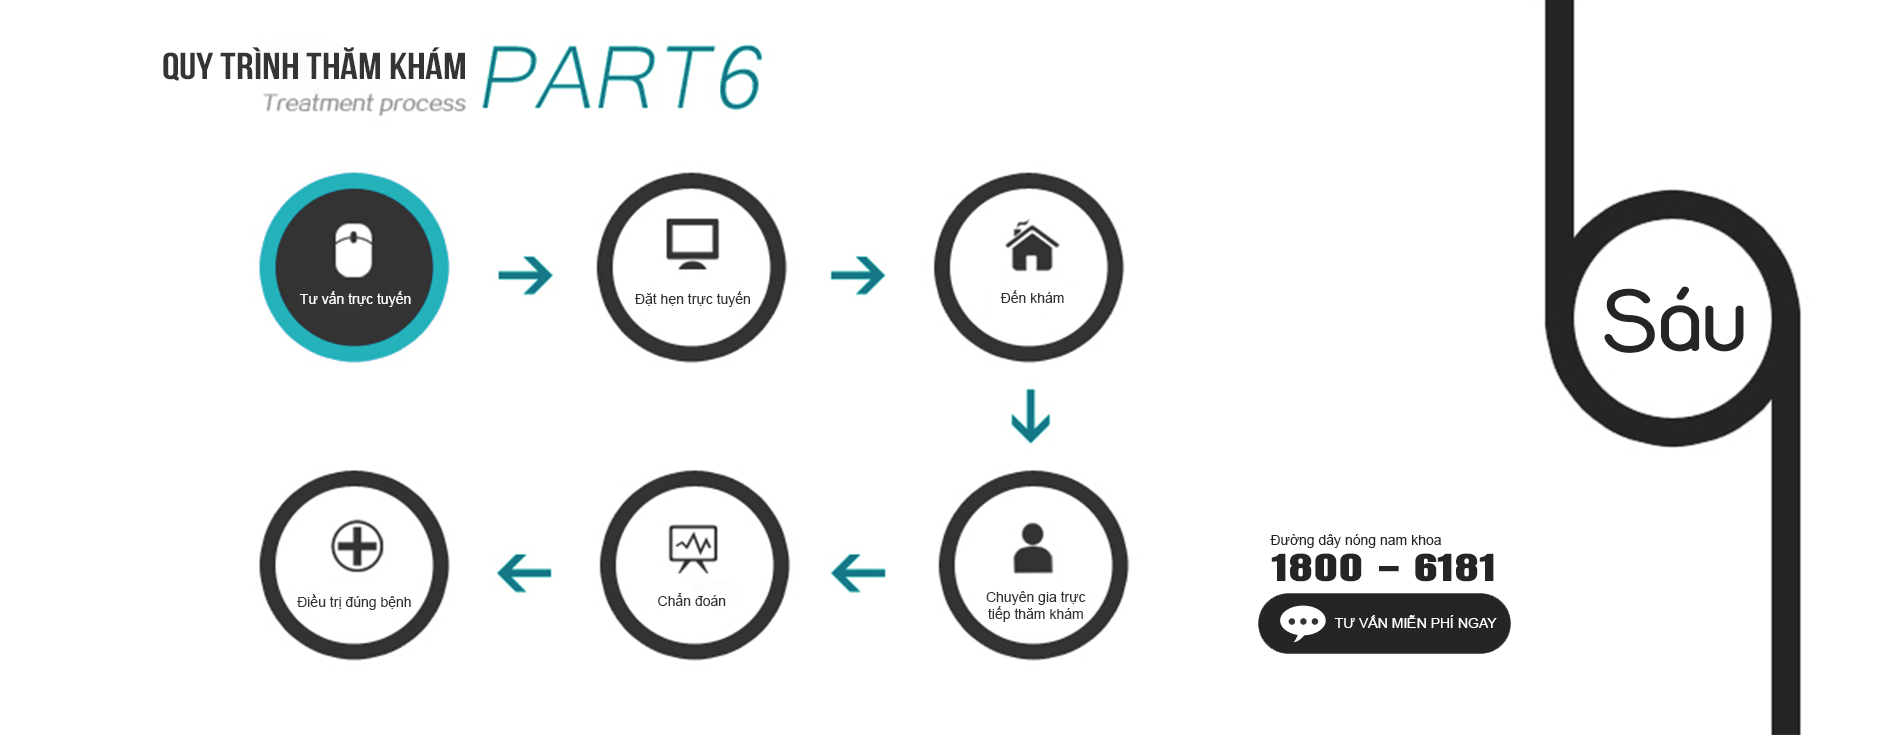 QUY TRÌNH THĂM KHÁM
Treatment process
PART6
Tư vấn trực tuyến
Đặt hẹn trực tuyến
Đến khám
Chuyên gia trực
tiếp thăm khám
Chẩn đoán
Điều trị đúng bệnh
Đường dây nóng nam khoa
1800 – 6181
TƯ VẤN MIỄN PHÍ NGAY
Sáu